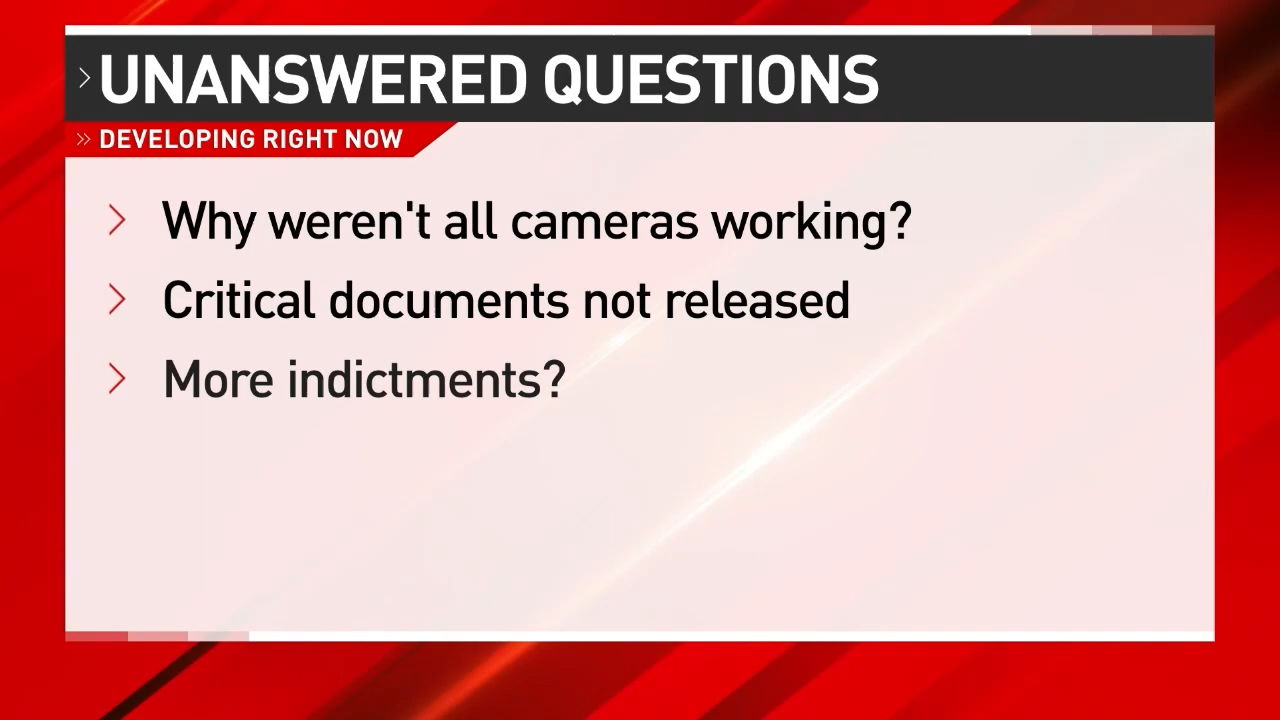 UNANSWERED QUESTIONS
DEVELOPING RIGHT NOW
Why weren't all cameras working?
Critical documents not released
More indictments?